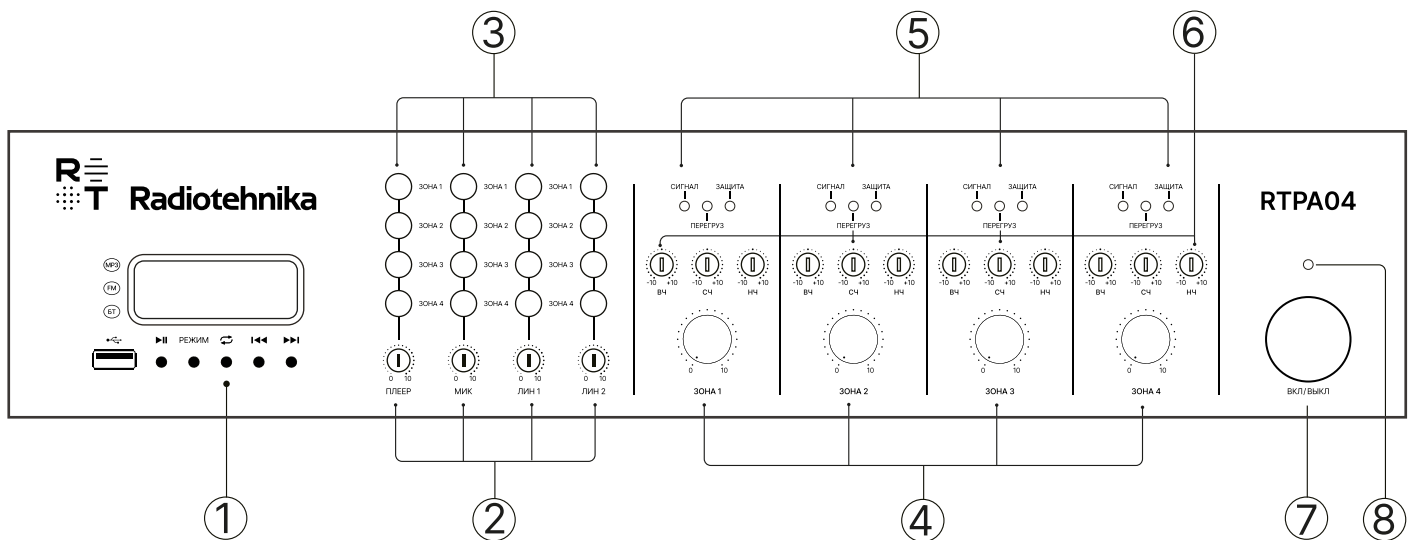 3 5 6
R
T Radiotehnika
ЗОНА 1 ЗОНА 1 ЗОНА 1
ЗОНА 2 ЗОНА 2 ЗОНА 2
ЗОНА 3 ЗОНА 3 ЗОНА 3
ЗОНА 4 ЗОНА 4 ЗОНА 4
СИГНАЛ ЗАЩИТА СИГНАЛ ЗАЩИТА СИГНАЛ ЗАЩИТА СИГНАЛ ЗАЩИТА
ПЕРЕГРУЗ ПЕРЕГРУЗ ПЕРЕГРУЗ ПЕРЕГРУЗ
RTPA04
MP3
FM
БТ
РЕЖИМ
-10 +10 -10 +10 -10 +10 -10 +10 -10 +10 -10 +10 -10 +10 -10 +10 -10 +10 -10 +10 -10 +10 -10 +10
ВЧ СЧ НЧ ВЧ СЧ НЧ ВЧ СЧ НЧ ВЧ СЧ НЧ
0 10 0 10 0 10 0 10 0 10 0 10 0 10 0 10
ПЛЕЕР МИК ЛИН 1 ЛИН 2 ЗОНА 1 ЗОНА 2 ЗОНА 3 ЗОНА 4 ВКЛ/ВЫКЛ
1 2 4 7 8